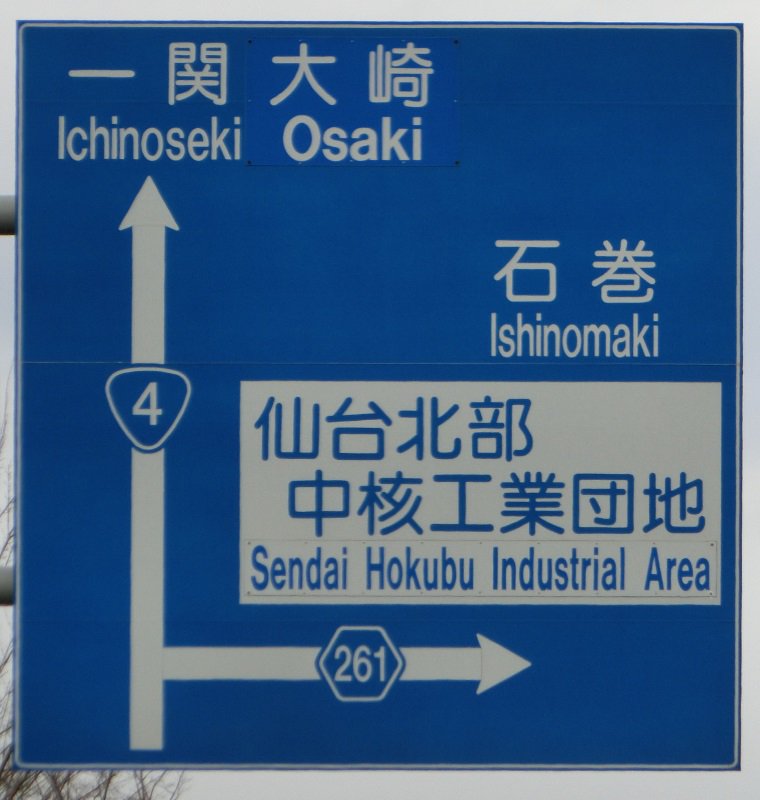 一関 大崎
Ichinoseki Osaki
石巻
Ishinomaki
4
仙台北部
中核工業団地
Sendai Hokubu Industrial Area
261